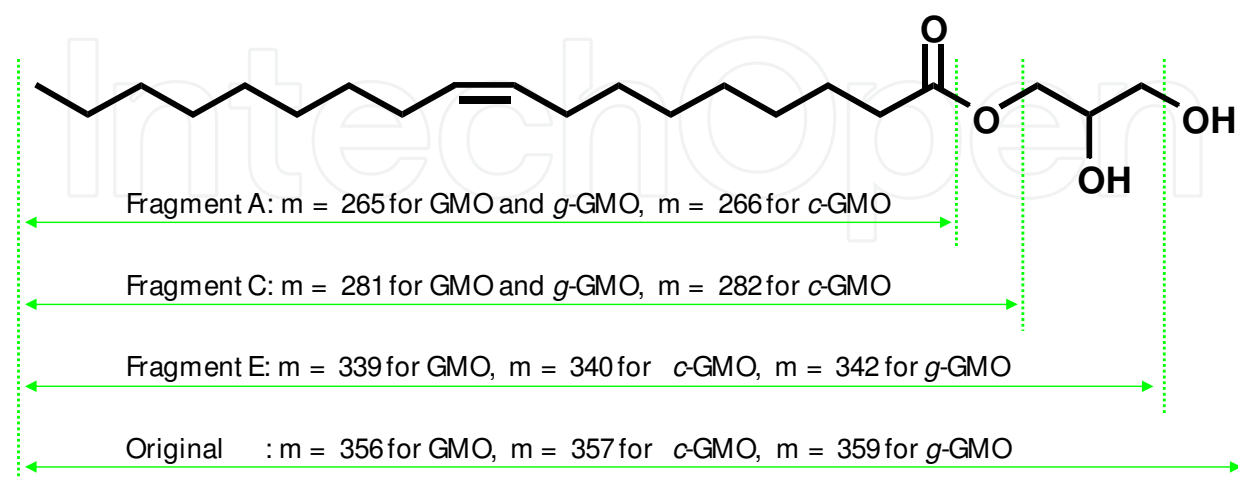 IntechOpen
O
O
OH
OH
Fragment A: m = 265 for GMO and g-GMO, m = 266 for c-GMO
Fragment C: m = 281 for GMO and g-GMO, m = 282 for c-GMO
Fragment E: m = 339 for GMO, m = 340 for c-GMO, m = 342 for g-GMO
Original : m = 356 for GMO, m = 357 for c-GMO, m = 359 for g-GMO